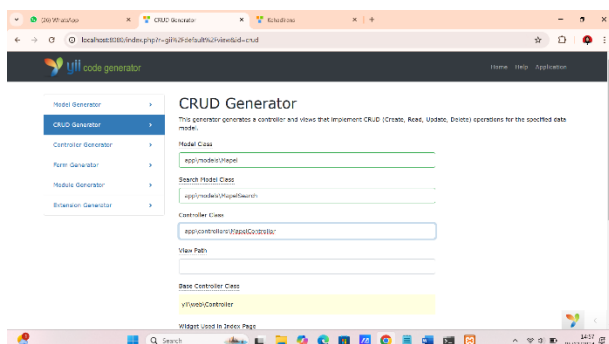 (20) WhatsApp
CRUD Generator
localhost:8080/index.php?r=gii%2Fdefault%2Fview&id=crud
yii code generator
Home Help Application
Model Generator
CRUD Generator
Controller Generator
Form Generator
Module Generator
Extension Generator
CRUD Generator
This generator generates a controller and views that implement CRUD (Create, Read, Update, Delete) operations for the specified data
model.
Model Class
app\models\Mapel
Search Model Class
app\models\MapelSearch
Controller Class
app\controllers\MapelController
View Path
Base Controller Class
yii\web\Controller
Widget Used in Index Page
Search
14:37